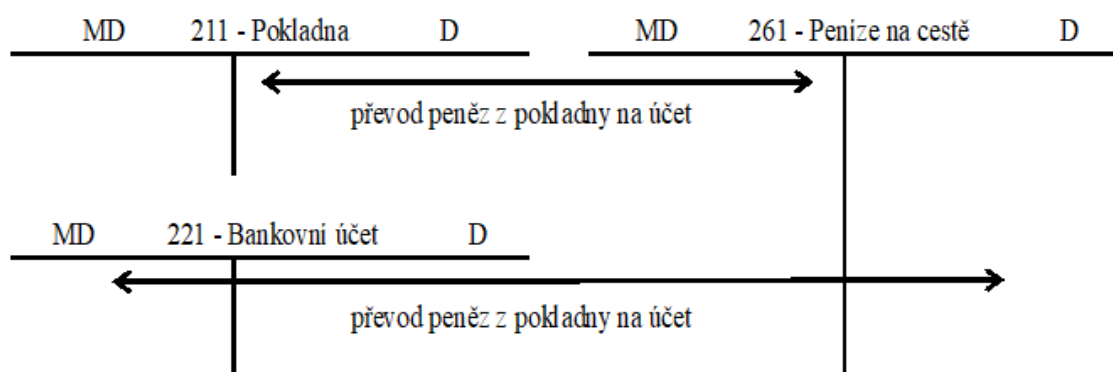 MD 211 - Pokladna D MD 261 - Peníze na cestě D
převod peněz z pokladny na účet
MD 221 - Bankovní účet D
převod peněz z pokladny na účet